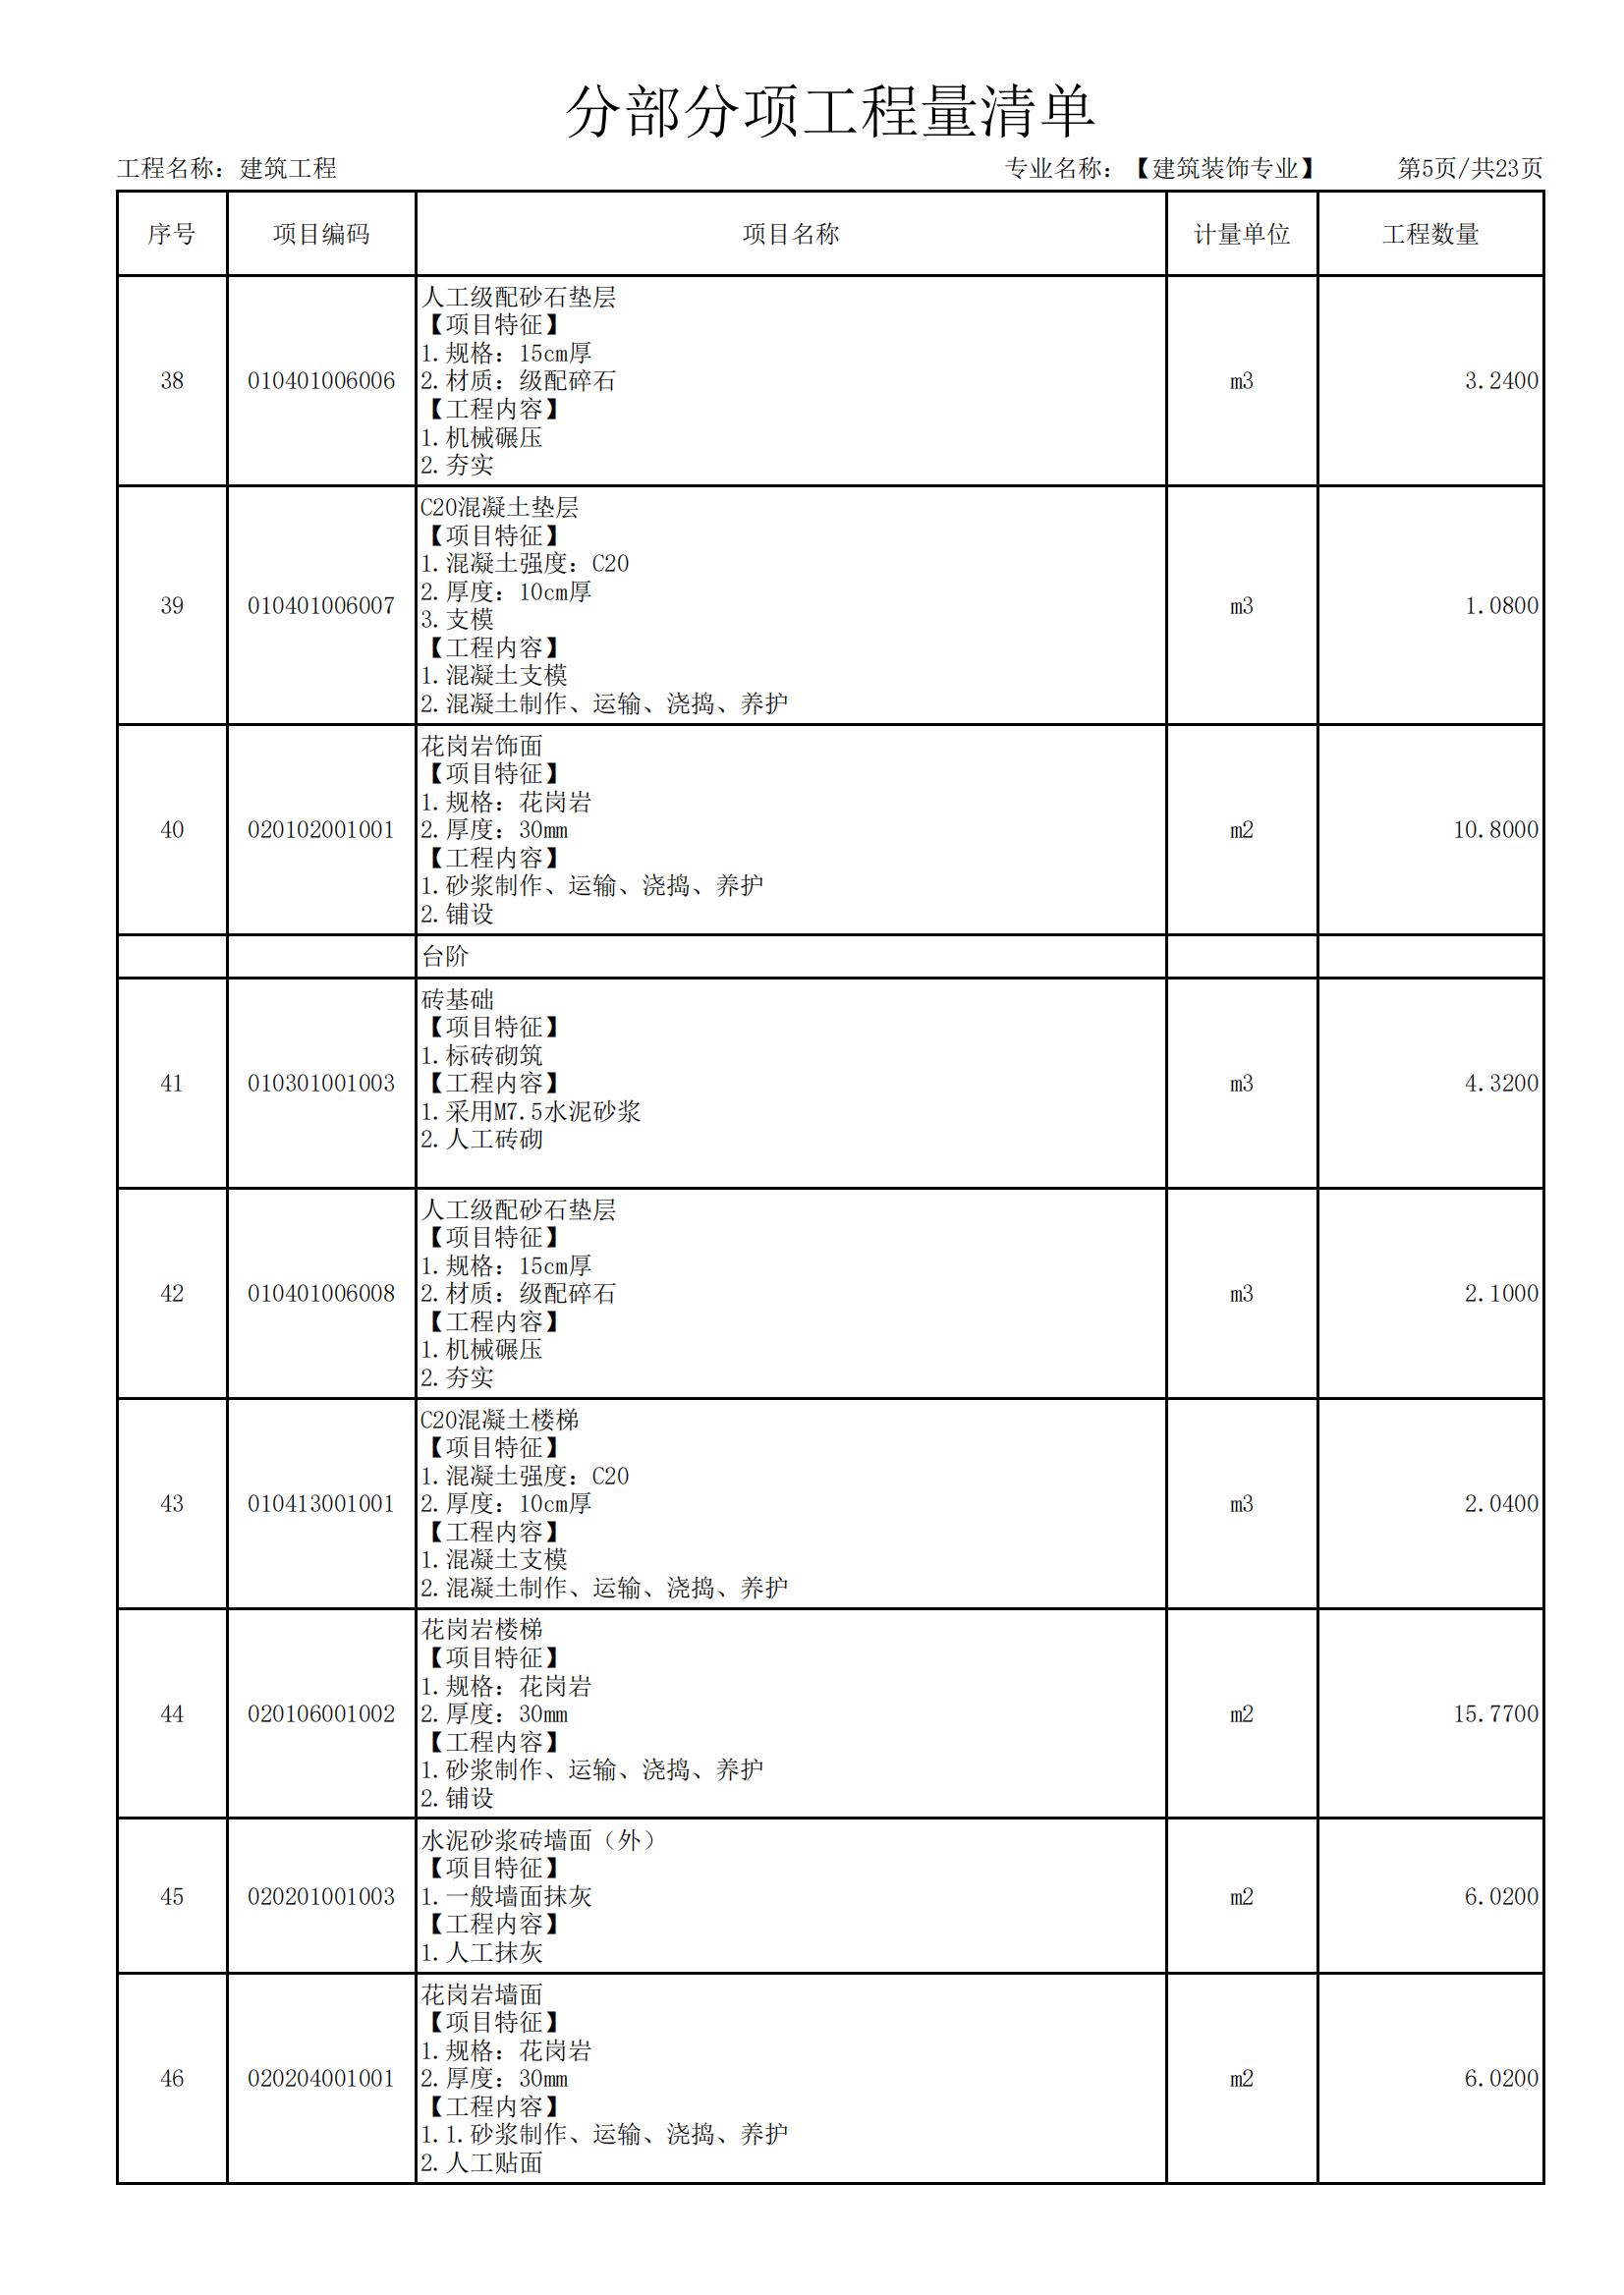 分部分项工程量清单
工程名称：建筑工程 专业名称：【建筑装饰专业】 第5页/共23页
序号 项目编码 项目名称 计量单位 工程数量
人工级配砂石垫层
【项目特征】
1.规格：15cm厚
38 010401006006 2.材质：级配碎石 m3 3.2400
【工程内容】
1.机械碾压
2.夯实
C20混凝土垫层
【项目特征】
1.混凝土强度：C20
2.厚度：10cm厚
39 010401006007 m3 1.0800
3.支模
【工程内容】
1.混凝土支模
2.混凝土制作、运输、浇捣、养护
花岗岩饰面
【项目特征】
1.规格：花岗岩
40 020102001001 2.厚度：30mm m2 10.8000
【工程内容】
1.砂浆制作、运输、浇捣、养护
2.铺设
台阶
砖基础
【项目特征】
1.标砖砌筑
41 010301001003 【工程内容】 m3 4.3200
1.采用M7.5水泥砂浆
2.人工砖砌
人工级配砂石垫层
【项目特征】
1.规格：15cm厚
42 010401006008 2.材质：级配碎石 m3 2.1000
【工程内容】
1.机械碾压
2.夯实
C20混凝土楼梯
【项目特征】
1.混凝土强度：C20
43 010413001001 2.厚度：10cm厚 m3 2.0400
【工程内容】
1.混凝土支模
2.混凝土制作、运输、浇捣、养护
花岗岩楼梯
【项目特征】
1.规格：花岗岩
44 020106001002 2.厚度：30mm m2 15.7700
【工程内容】
1.砂浆制作、运输、浇捣、养护
2.铺设
水泥砂浆砖墙面（外）
【项目特征】
45 020201001003 1.一般墙面抹灰 m2 6.0200
【工程内容】
1.人工抹灰
花岗岩墙面
【项目特征】
1.规格：花岗岩
46 020204001001 2.厚度：30mm m2 6.0200
【工程内容】
1.1.砂浆制作、运输、浇捣、养护
2.人工贴面